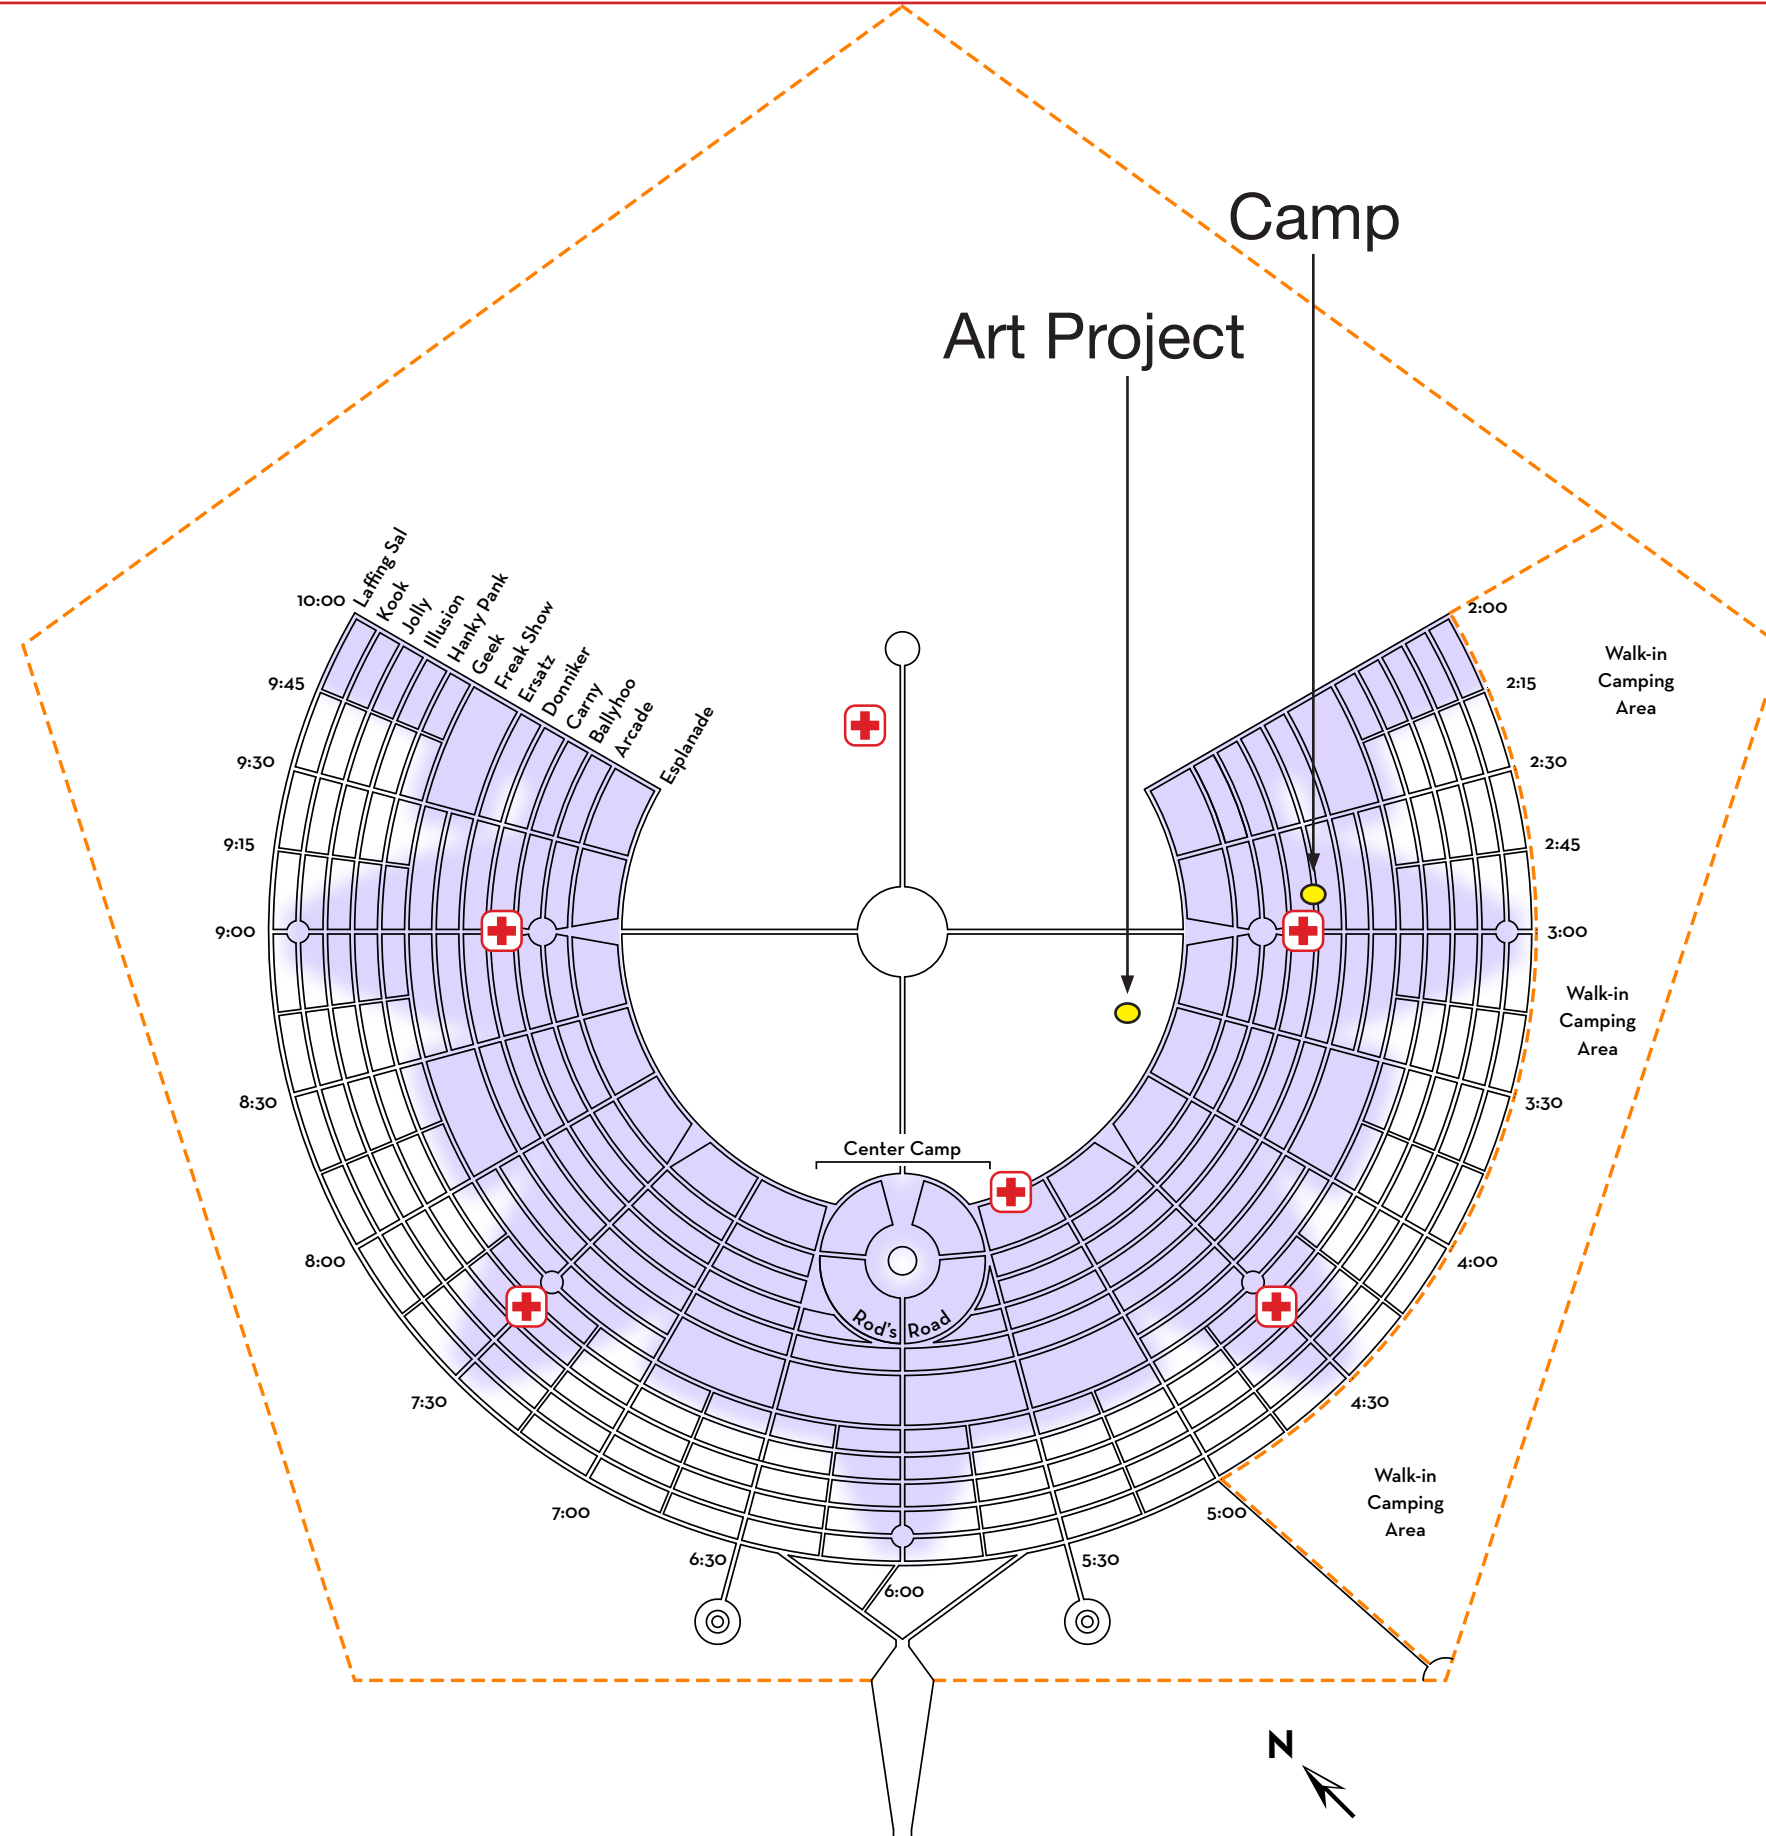 Camp
Art Project
Laffing Sal
Kook
Jolly
Illusion
Hanky Pank
Geek
Freak Show
Ersatz
Donniker
Carny
Ballyhoo
Arcade
Esplanade
10:00
9:45
9:30
9:15
9:00
8:30
8:00
7:30
7:00
6:30
6:00
5:30
5:00
4:30
4:00
3:30
3:00
2:45
2:30
2:15
2:00
Walk-in
Camping
Area
Walk-in
Camping
Area
Walk-in
Camping
Area
Center Camp
Rod's Road
N